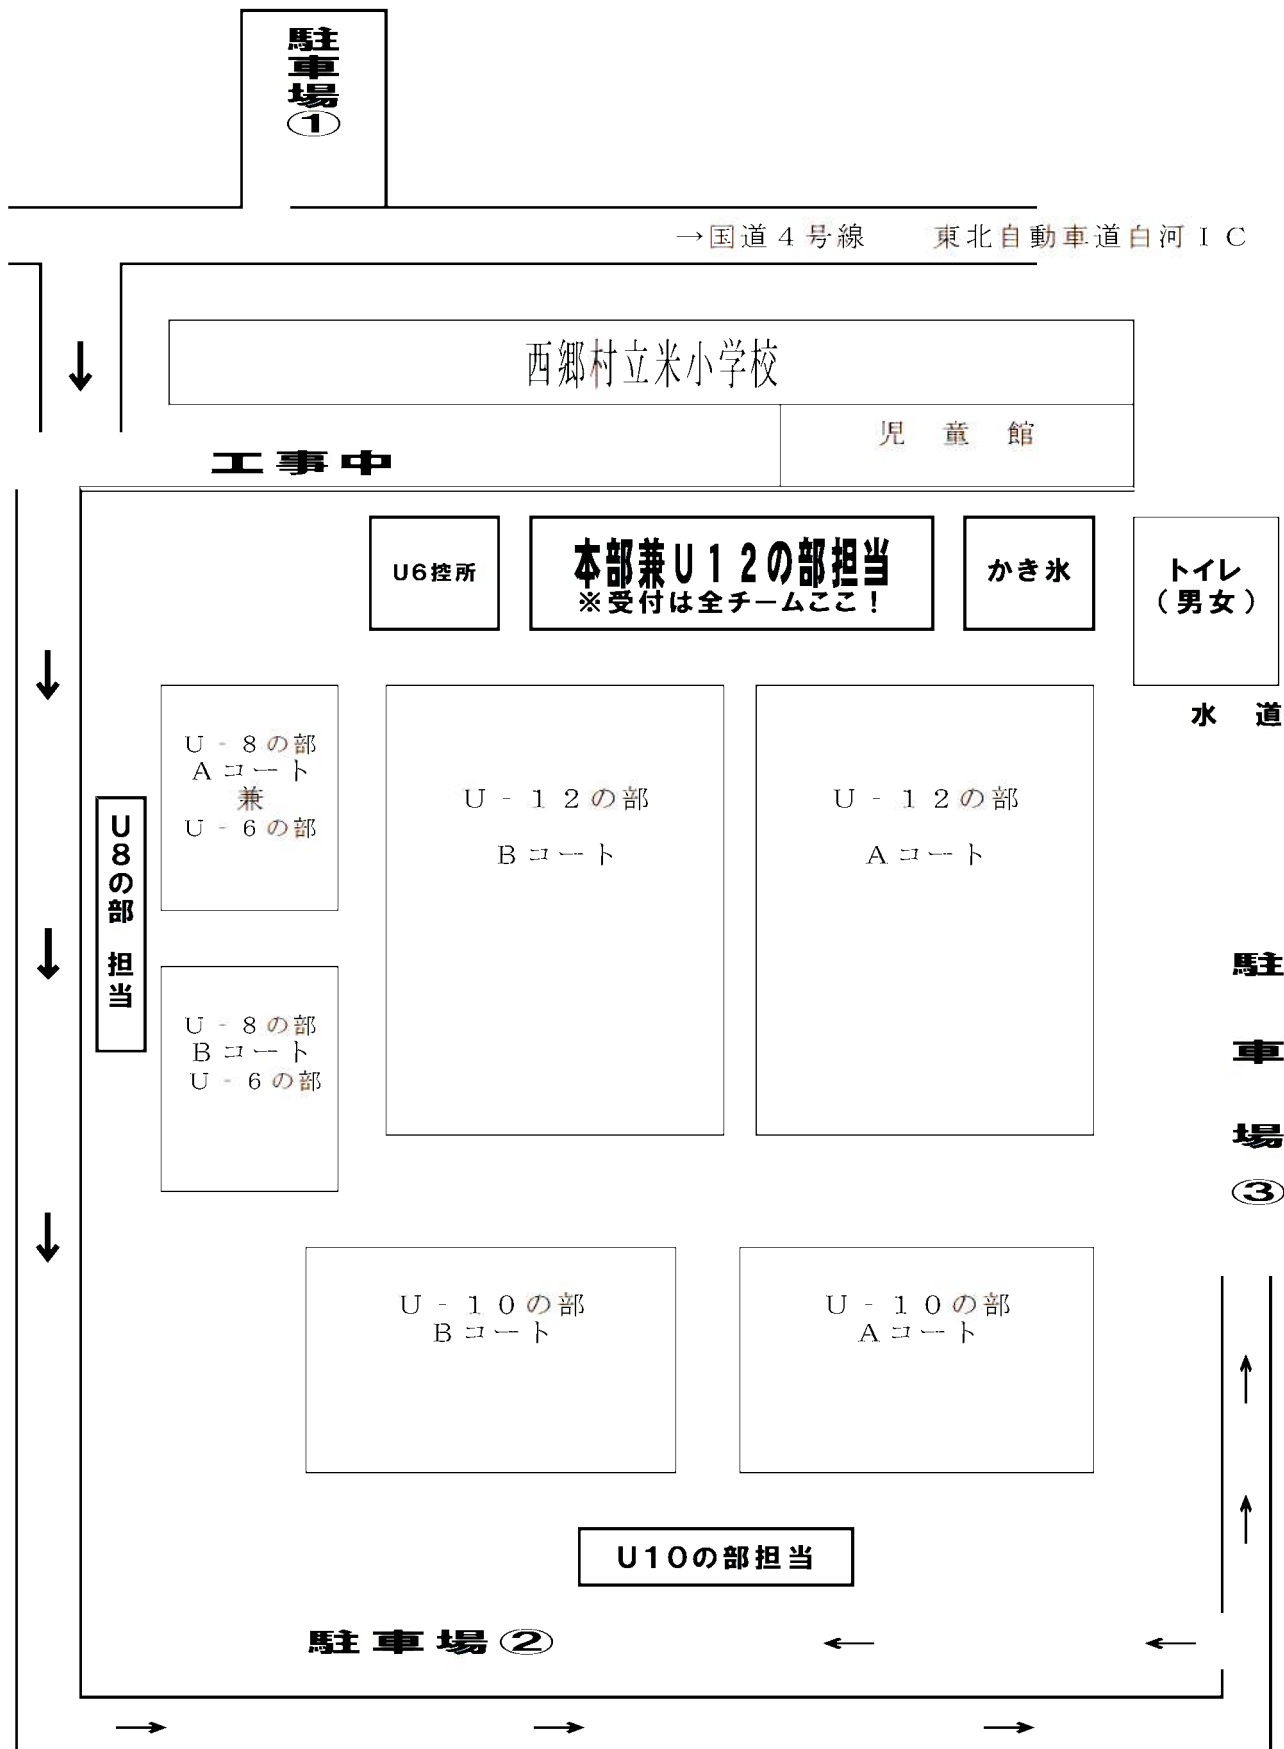 駐車場①
→国道４号線　　東北自動車道白河ＩＣ
西郷村立米小学校
児　童　館
工事中
U6控所
本部兼U１２の部担当
※受付は全チームここ！
かき氷
トイレ
（男女）
水　道
Ｕ‐８の部
Ａコート
兼
Ｕ‐６の部
Ｕ‐１２の部
Ｂコート
Ｕ‐１２の部
Ａコート
U8の部　担当
Ｕ‐８の部
Ｂコート
Ｕ‐６の部
駐車場③
Ｕ‐１０の部
Ｂコート
Ｕ‐１０の部
Ａコート
U10の部担当
駐車場②